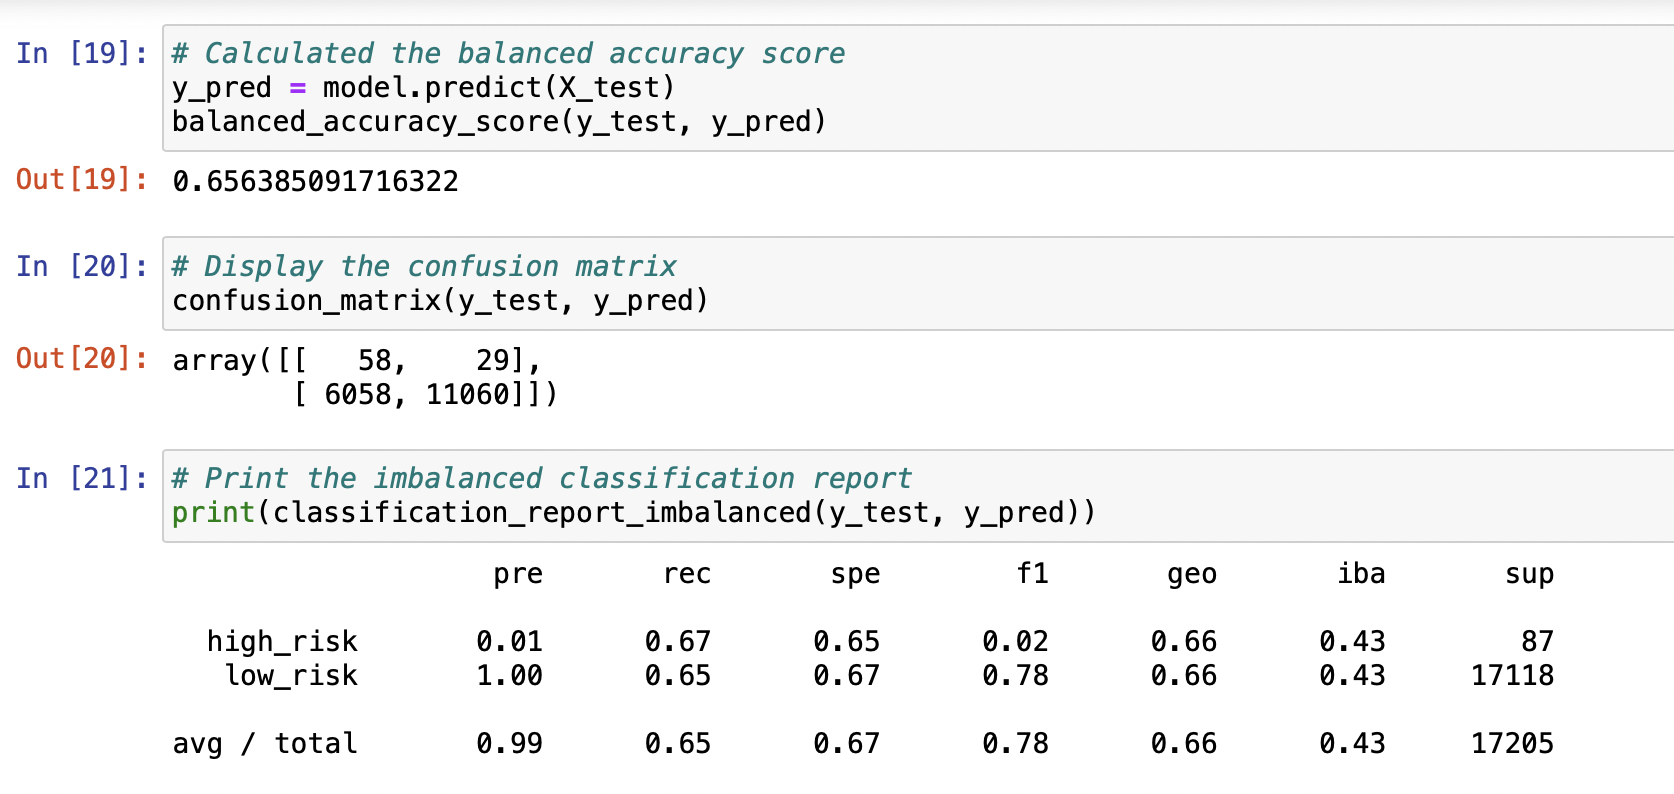 In [19]: # Calculated the balanced accuracy score
y_pred = model.predict(X_test)
balanced_accuracy_score(y_test, y_pred)
Out[19]: 0.656385091716322
In [20]: # Display the confusion matrix
confusion_matrix(y_test, y_pred)
Out[20]: array([[   58,    29],
       [ 6058, 11060]])
In [21]: # Print the imbalanced classification report
print(classification_report_imbalanced(y_test, y_pred))
pre rec spe f1 geo iba sup
high_risk 0.01 0.67 0.65 0.02 0.66 0.43 87
low_risk 1.00 0.65 0.67 0.78 0.66 0.43 17118
avg / total 0.99 0.65 0.67 0.78 0.66 0.43 17205